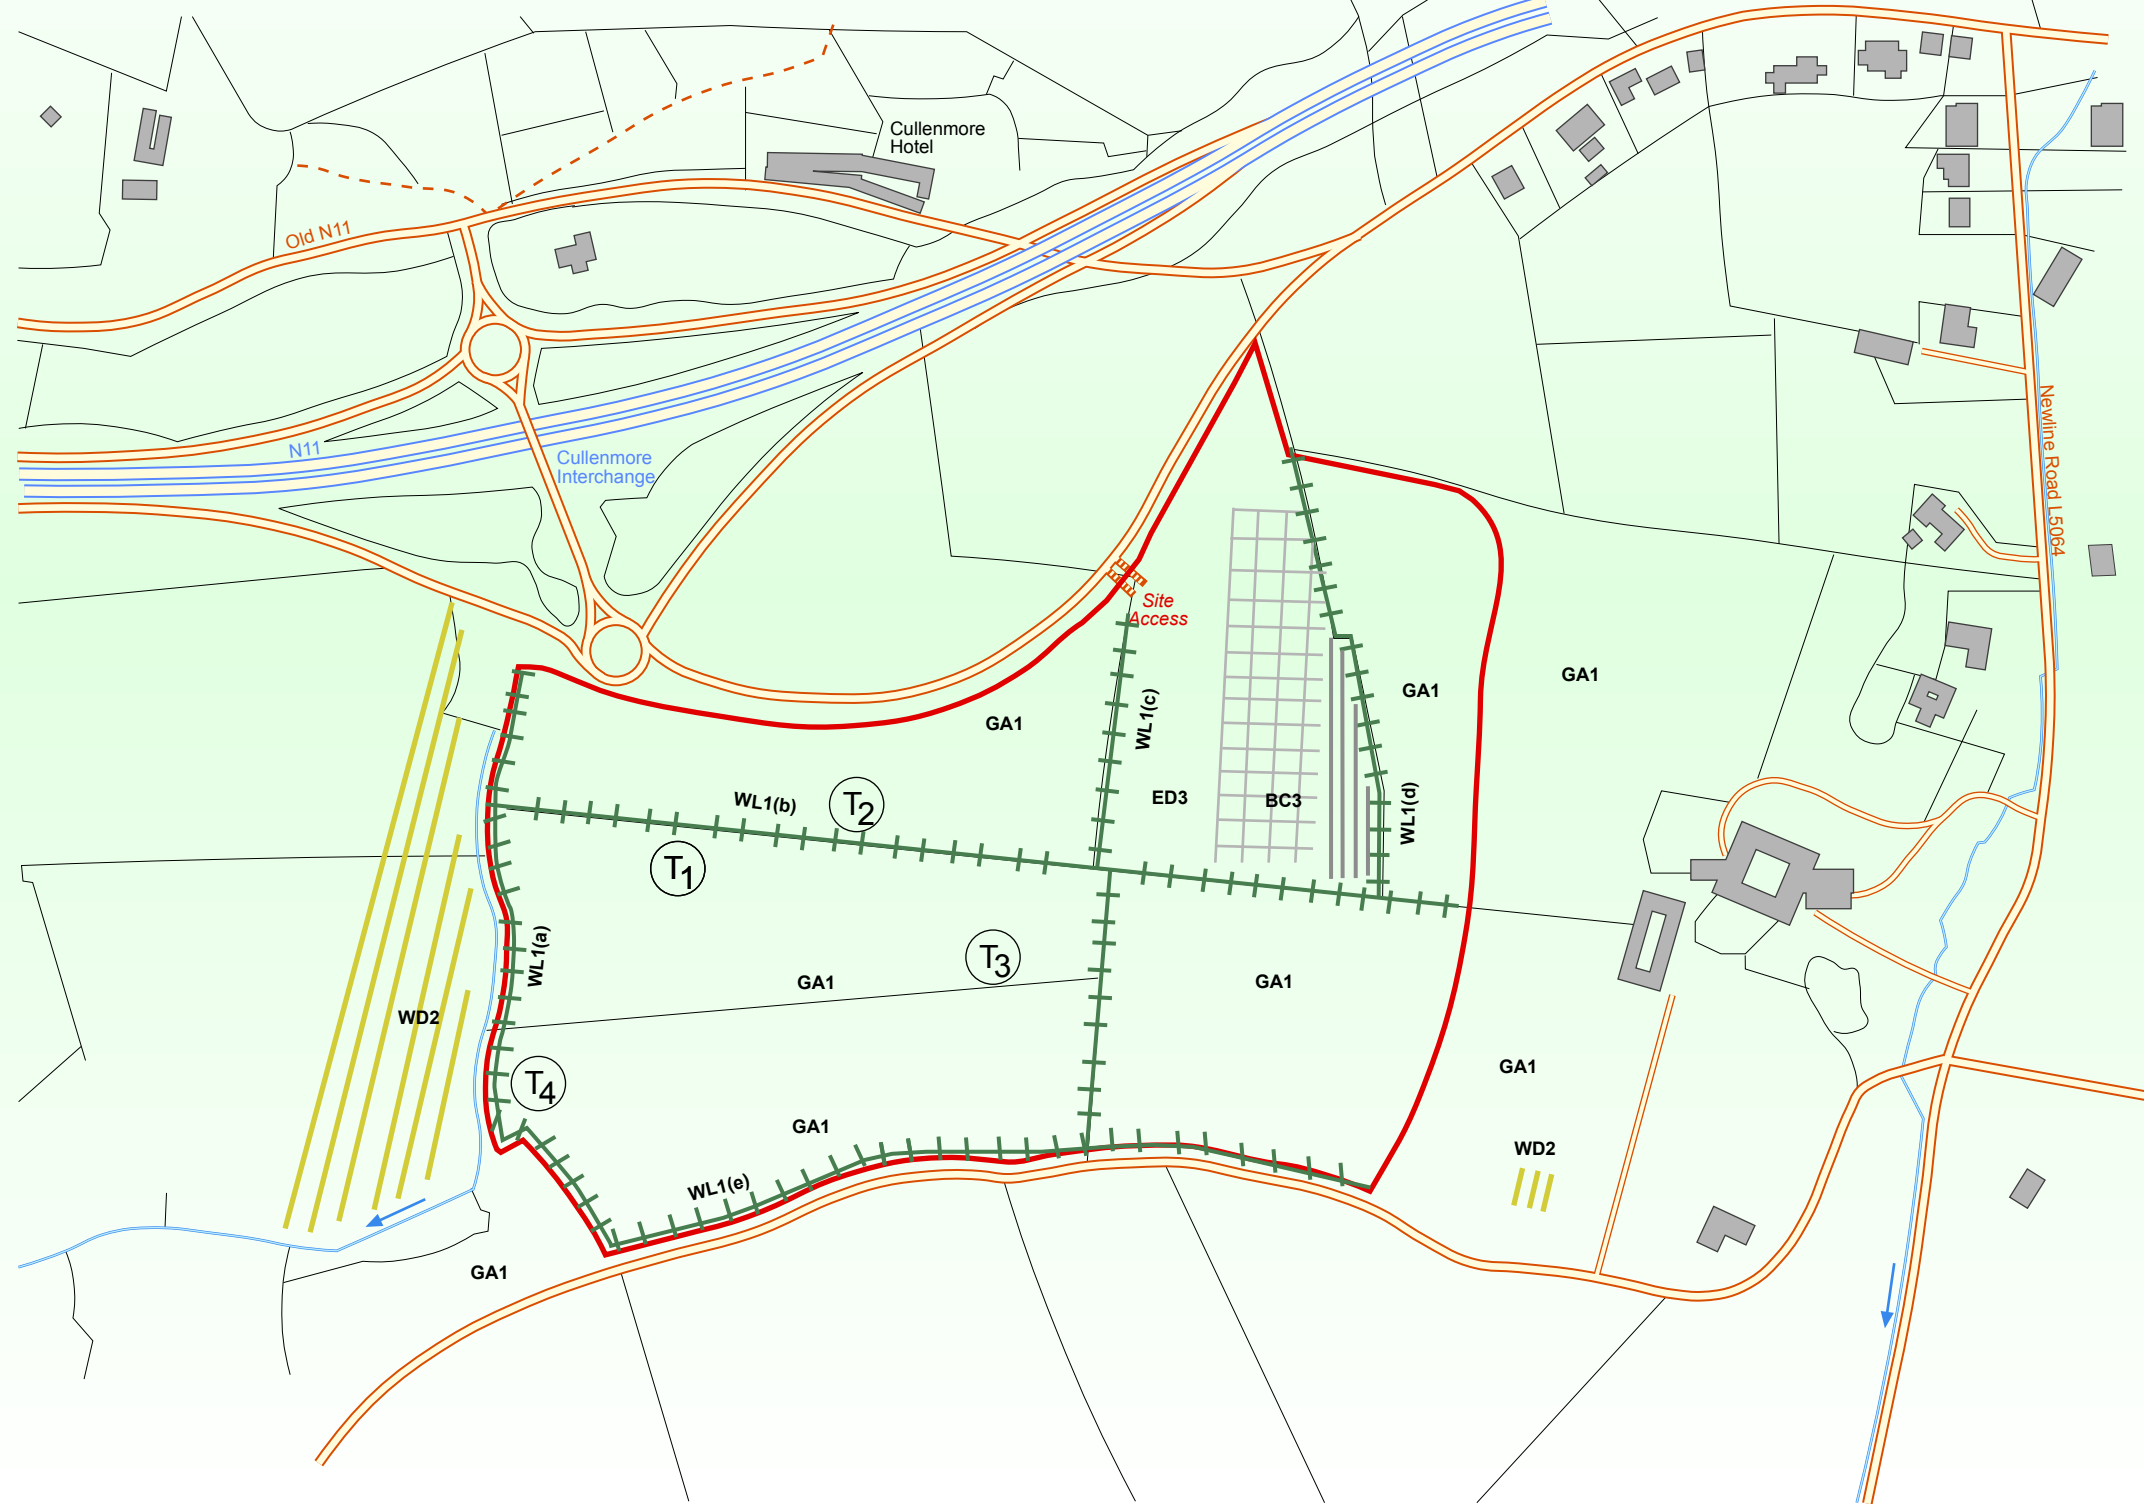 Cullenmore
Hotel
Old N11
N11
Cullenmore
Interchange
Newline Road L5064
Site
Access
GA1
GA1
GA1
WL1(c)
WL1(b)
T2
ED3
BC3
WL1(d)
T1
WL1(a)
T3
GA1
GA1
WD2
T4
GA1
GA1
WD2
WL1(e)
GA1